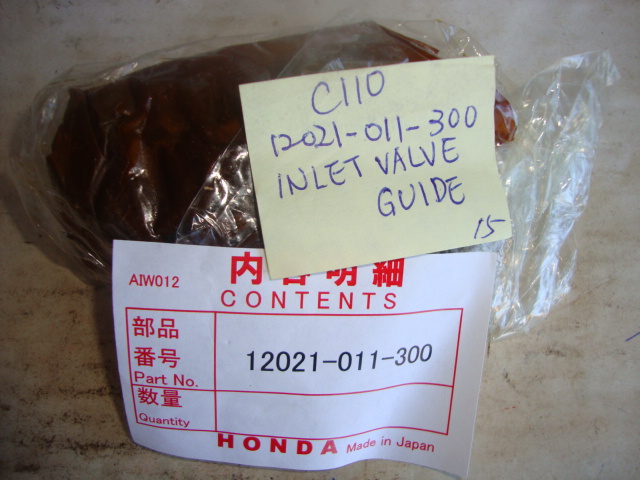 C110
12021-011-300
INLET VALVE
GUIDE
15
AIW012
内容明細
CONTENTS
部品
番号
Part No.
12021-011-300
数量
Quantity
HONDA Made in Japan